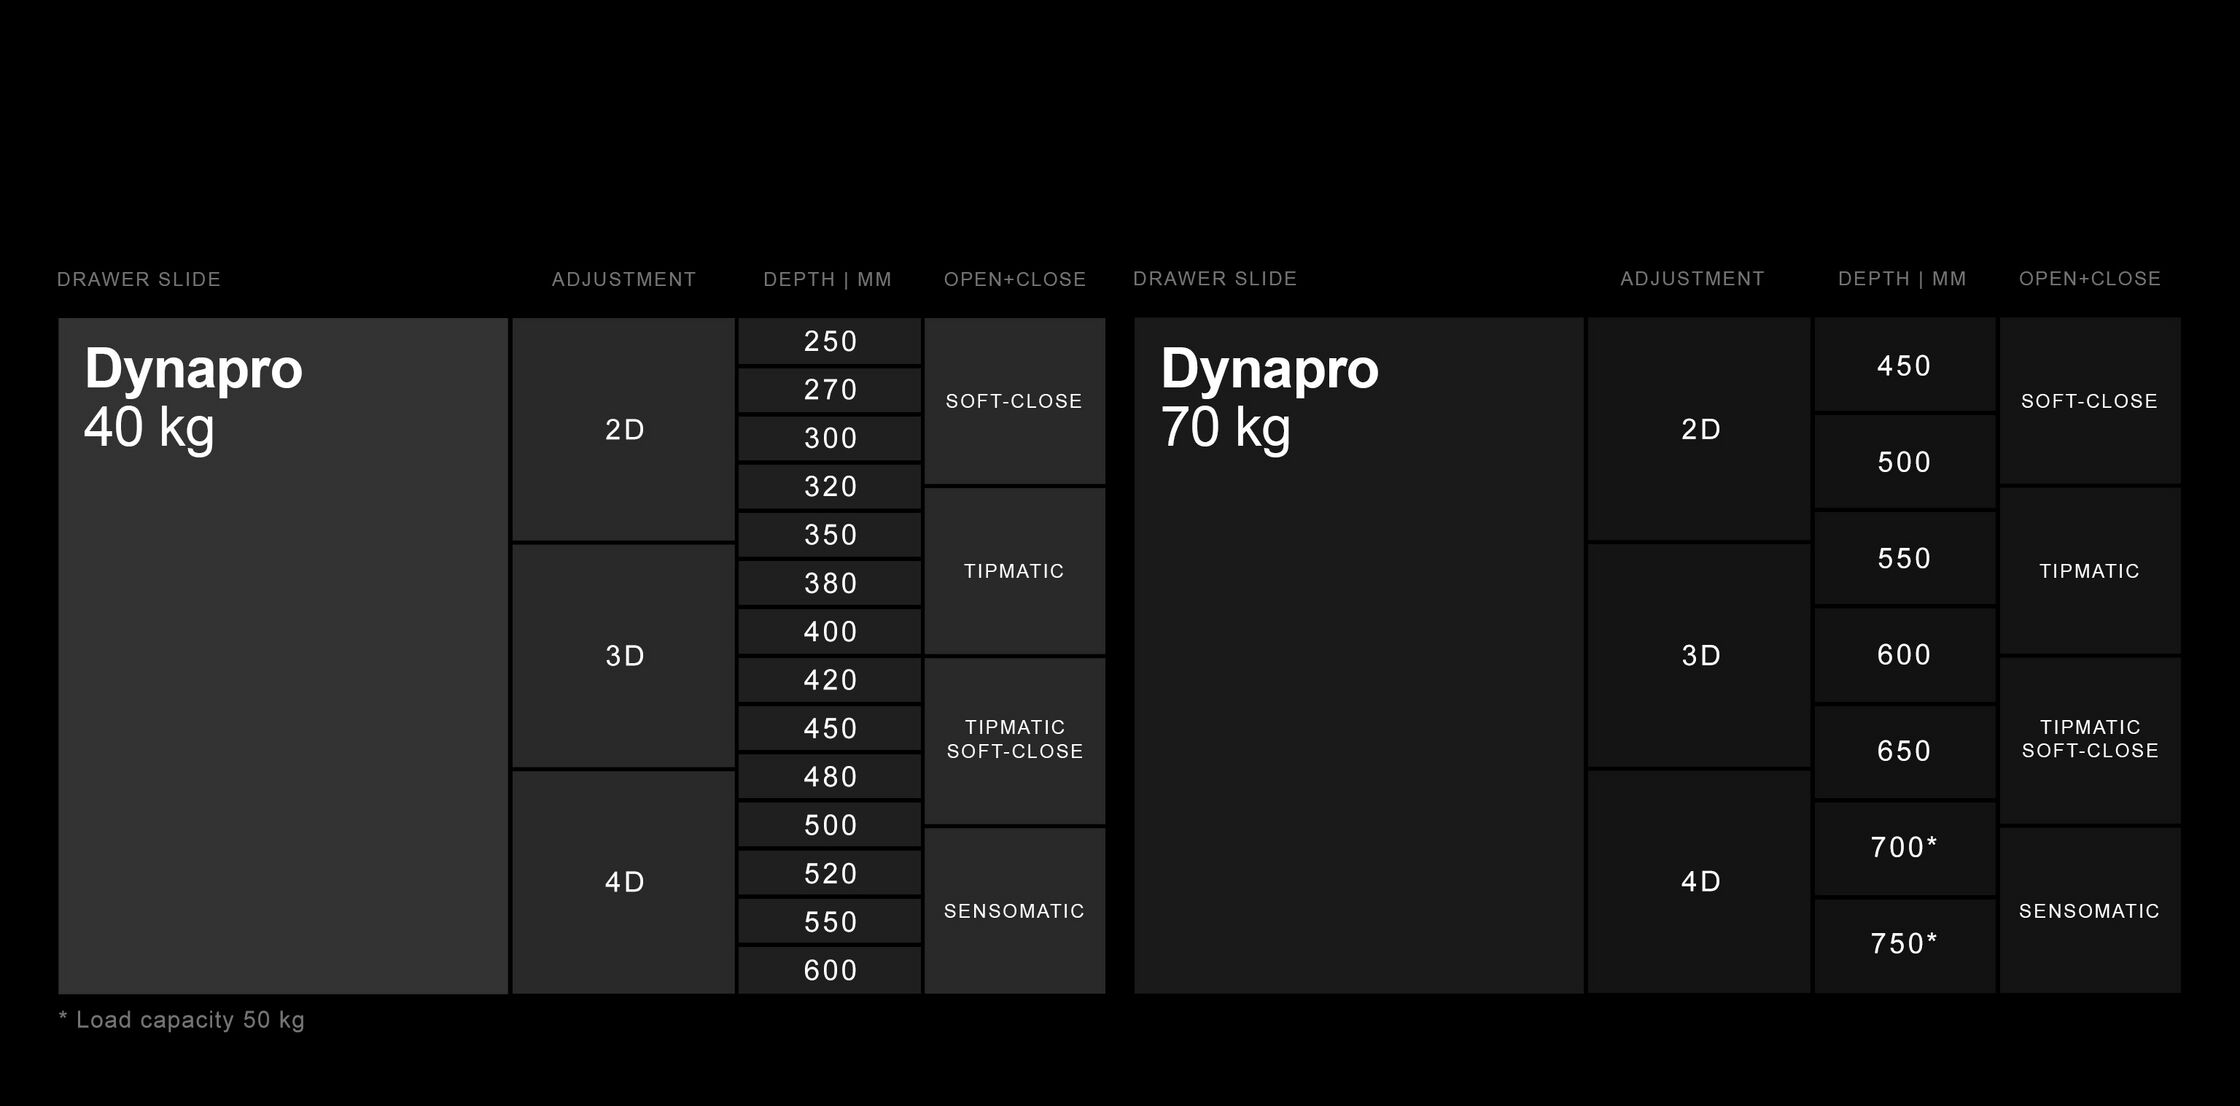 DRAWER SLIDE
ADJUSTMENT
DEPTH | MM
OPEN+CLOSE
Dynapro
40 kg
2D
3D
4D
250
270
300
320
350
380
400
420
450
480
500
520
550
600
SOFT-CLOSE
TIPMATIC
TIPMATIC
SOFT-CLOSE
SENSOMATIC
DRAWER SLIDE
ADJUSTMENT
DEPTH | MM
OPEN+CLOSE
Dynapro
70 kg
2D
3D
4D
450
500
550
600
650
700*
750*
SOFT-CLOSE
TIPMATIC
TIPMATIC
SOFT-CLOSE
SENSOMATIC
* Load capacity 50 kg